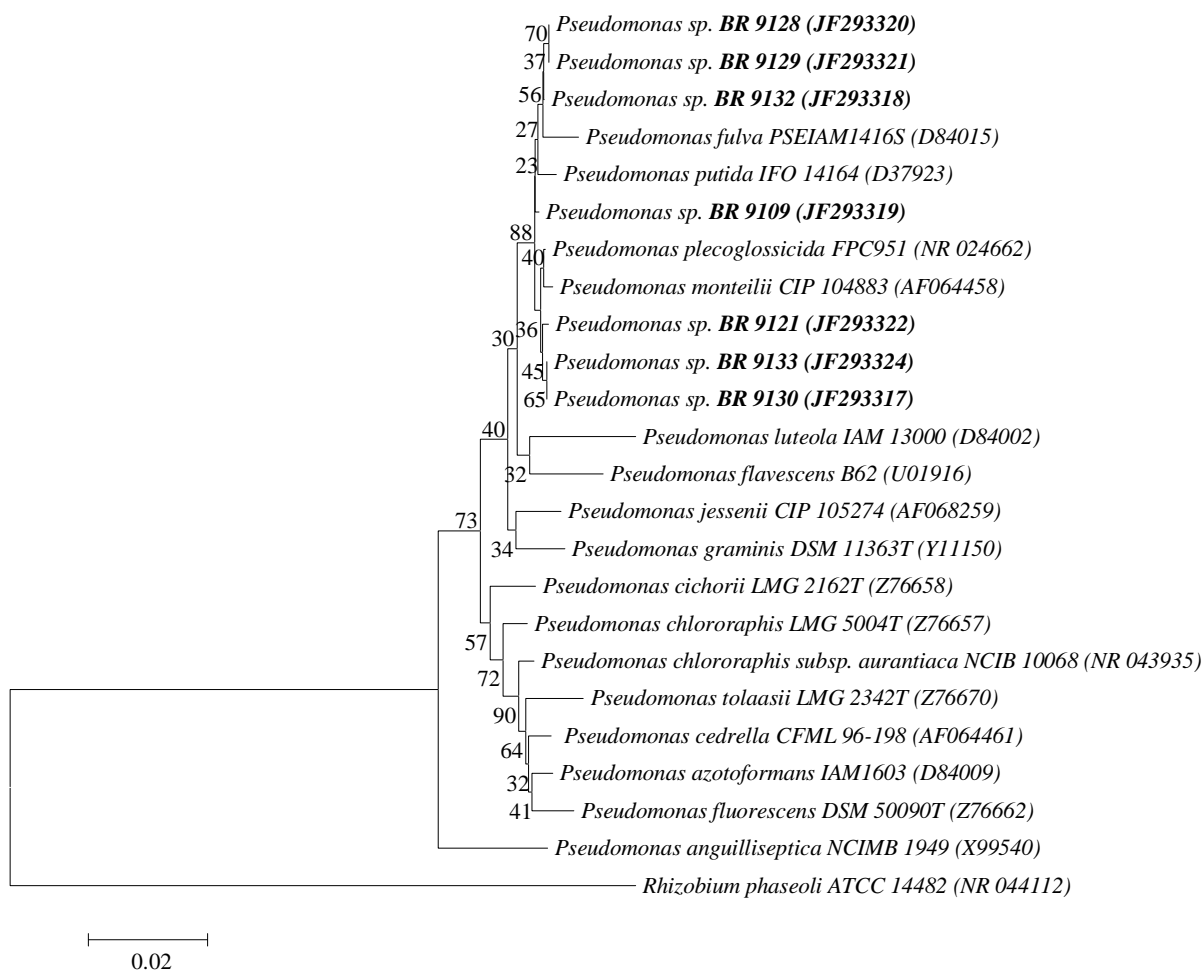 Pseudomonas sp. BR 9128 (JF293320)
70
Pseudomonas sp. BR 9129 (JF293321)
37
Pseudomonas sp. BR 9132 (JF293318)
56
Pseudomonas fulva PSEIAM1416S (D84015)
27
Pseudomonas putida IFO 14164 (D37923)
23
Pseudomonas sp. BR 9109 (JF293319)
88
Pseudomonas plecoglossicida FPC951 (NR 024662)
40
Pseudomonas monteilii CIP 104883 (AF064458)
Pseudomonas sp. BR 9121 (JF293322)
36
30
Pseudomonas sp. BR 9133 (JF293324)
45
Pseudomonas sp. BR 9130 (JF293317)
65
40
Pseudomonas luteola IAM 13000 (D84002)
Pseudomonas flavescens B62 (U01916)
32
Pseudomonas jessenii CIP 105274 (AF068259)
73
Pseudomonas graminis DSM 11363T (Y11150)
34
Pseudomonas cichorii LMG 2162T (Z76658)
Pseudomonas chlororaphis LMG 5004T (Z76657)
57
Pseudomonas chlororaphis subsp. aurantiaca NCIB 10068 (NR 043935)
72
Pseudomonas tolaasii LMG 2342T (Z76670)
90
Pseudomonas cedrella CFML 96-198 (AF064461)
64
Pseudomonas azotoformans IAM1603 (D84009)
32
Pseudomonas fluorescens DSM 50090T (Z76662)
41
Pseudomonas anguilliseptica NCIMB 1949 (X99540)
Rhizobium phaseoli ATCC 14482 (NR 044112)
0.02